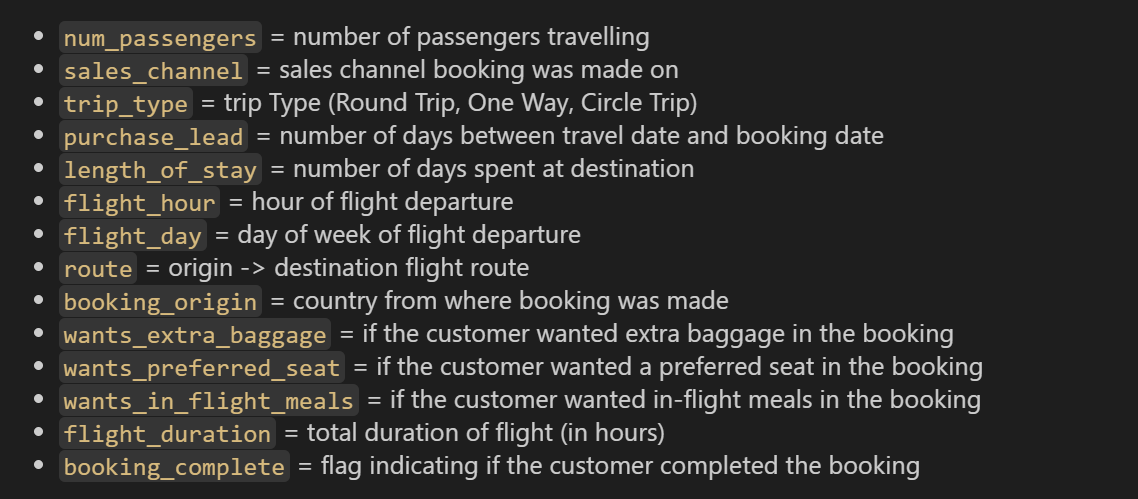 num_passengers = number of passengers travelling
sales_channel = sales channel booking was made on
trip_type = trip Type (Round Trip, One Way, Circle Trip)
purchase_lead = number of days between travel date and booking date
length_of_stay = number of days spent at destination
flight_hour = hour of flight departure
flight_day = day of week of flight departure
route = origin -> destination flight route
booking_origin = country from where booking was made
wants_extra_baggage = if the customer wanted extra baggage in the booking
wants_preferred_seat = if the customer wanted a preferred seat in the booking
wants_in_flight_meals = if the customer wanted in-flight meals in the booking
flight_duration = total duration of flight (in hours)
booking_complete = flag indicating if the customer completed the booking